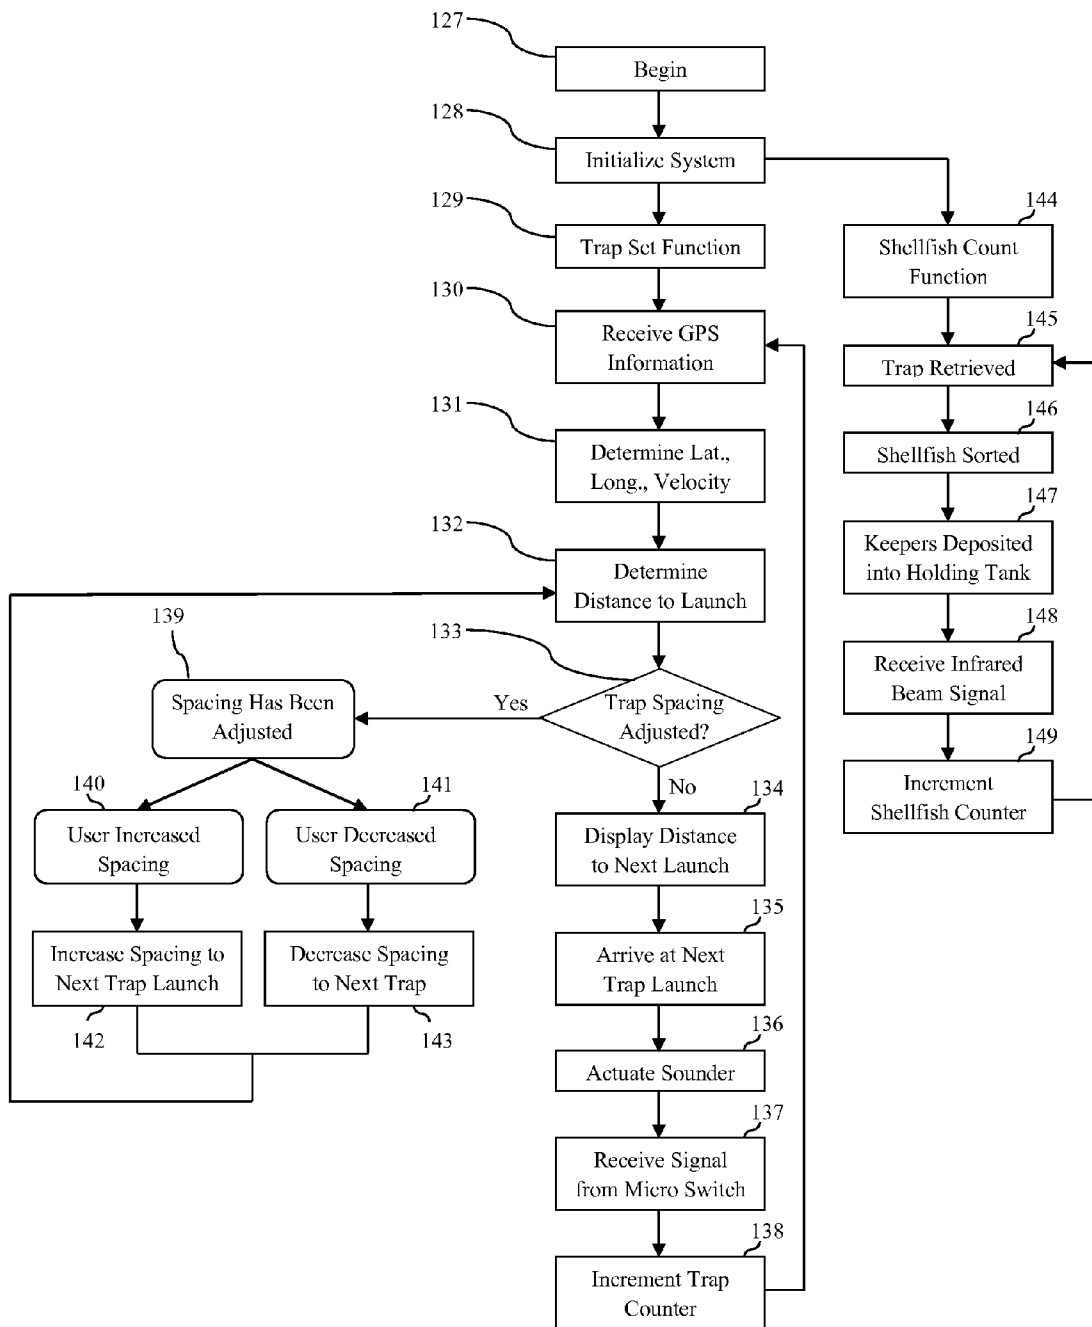 127
Begin
128
Initialize System
129
Trap Set Function
144
Shellfish Count
Function
130
Receive GPS
Information
145
Trap Retrieved
131
Determine Lat.,
Long., Velocity
146
Shellfish Sorted
132
Determine
Distance to Launch
147
Keepers Deposited
into Holding Tank
133
Trap Spacing
Adjusted?
Yes
No
139
Spacing Has Been
Adjusted
148
Receive Infrared
Beam Signal
149
Increment
Shellfish Counter
140
User Increased
Spacing
141
User Decreased
Spacing
134
Display Distance
to Next Launch
Increase Spacing to
Next Trap Launch
142
Decrease Spacing
to Next Trap
143
135
Arrive at Next
Trap Launch
136
Actuate Sounder
137
Receive Signal
from Micro Switch
138
Increment Trap
Counter